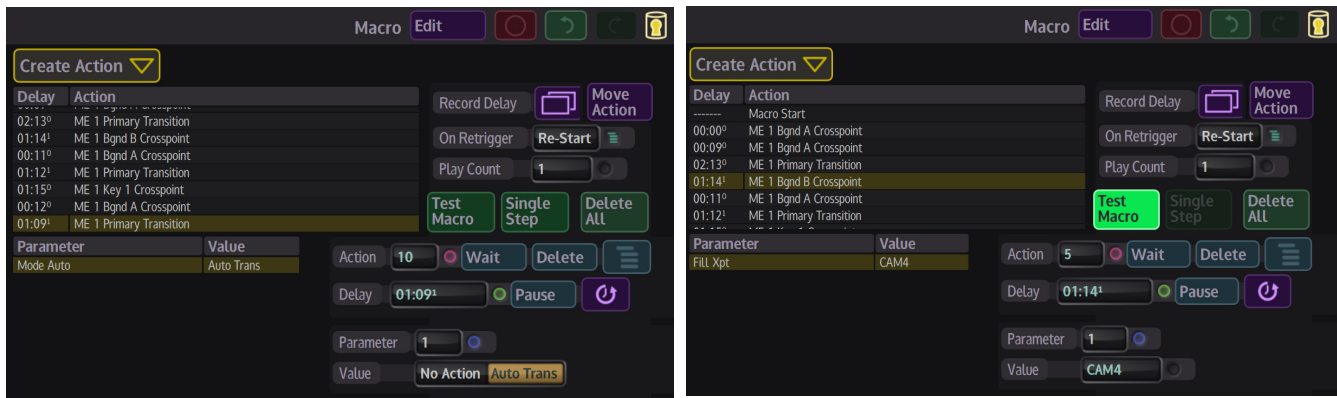 Macro Edit
Create Action
Delay Action
02:13⁰ ME 1 Primary Transition
01:14¹ ME 1 Bgnd B Crosspoint
00:11⁰ ME 1 Bgnd A Crosspoint
01:12¹ ME 1 Primary Transition
01:15⁰ ME 1 Key 1 Crosspoint
00:12⁰ ME 1 Bgnd A Crosspoint
01:09¹ ME 1 Primary Transition
Record Delay Move Action
On Retrigger Re-Start
Play Count 1
Test Macro Single Step Delete All
Parameter Value
Mode Auto Auto Trans
Action 10 Wait Delete
Delay 01:09¹ Pause
Parameter 1
Value No Action Auto Trans
Macro Edit
Create Action
Delay Action
------- Macro Start
00:00⁰ ME 1 Bgnd A Crosspoint
00:09⁰ ME 1 Bgnd A Crosspoint
02:13⁰ ME 1 Primary Transition
01:14¹ ME 1 Bgnd B Crosspoint
00:11⁰ ME 1 Bgnd A Crosspoint
01:12¹ ME 1 Primary Transition
Record Delay Move Action
On Retrigger Re-Start
Play Count 1
Test Macro Single Step Delete All
Parameter Value
Fill Xpt CAM4
Action 5 Wait Delete
Delay 01:14¹ Pause
Parameter 1
Value CAM4